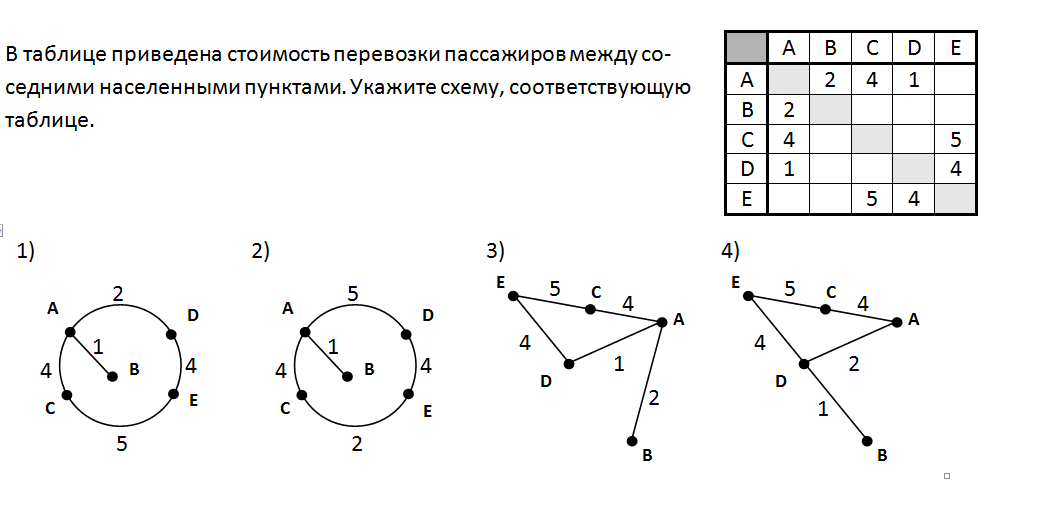 В таблице приведена стоимость перевозки пассажиров между со-
седними населенными пунктами. Укажите схему, соответствующую
таблице.
A B C D E
A 2 4 1
B 2
C 4 5
D 1 4
E 5 4
1) 2) 3) 4)
2
A D
1
B
4 4
C E
5
5
A D
1
B
4 4
C E
2
E 5 C 4 A
4 1
D 2
B
E 5 C 4 A
4 2
D 1
B